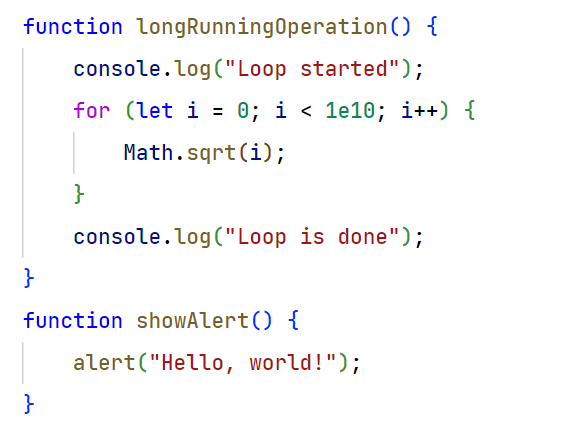 function longRunningOperation() {
    console.log("Loop started");
    for (let i = 0; i < 1e10; i++) {
        Math.sqrt(i);
    }
    console.log("Loop is done");
}
function showAlert() {
    alert("Hello, world!");
}